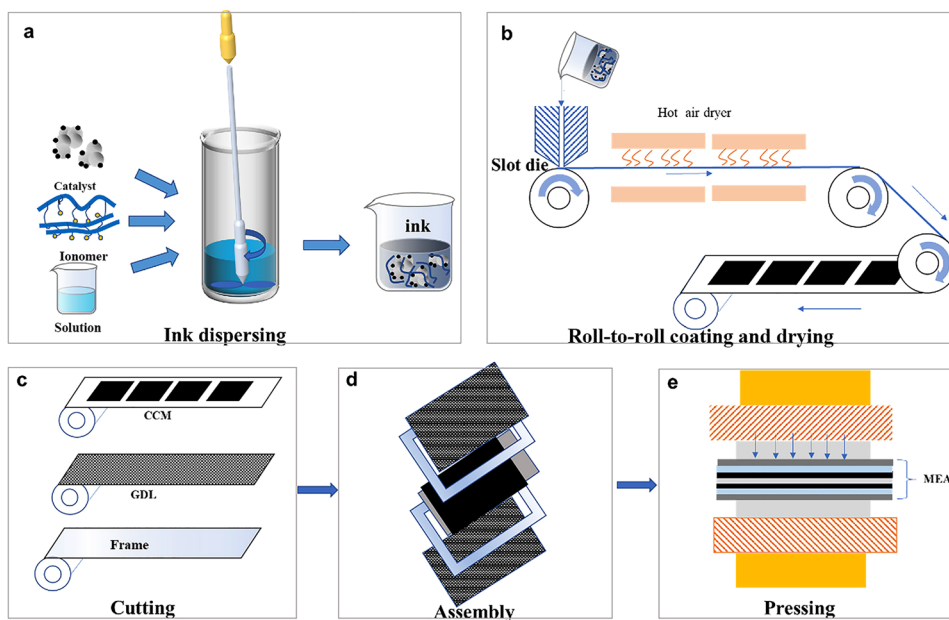 a
Catalyst
Ionomer
Solution
ink
Ink dispersing
b
Hot air dryer
Slot die
Roll-to-roll coating and drying
c
CCM
GDL
Frame
Cutting
d
Assembly
e
MEA
Pressing